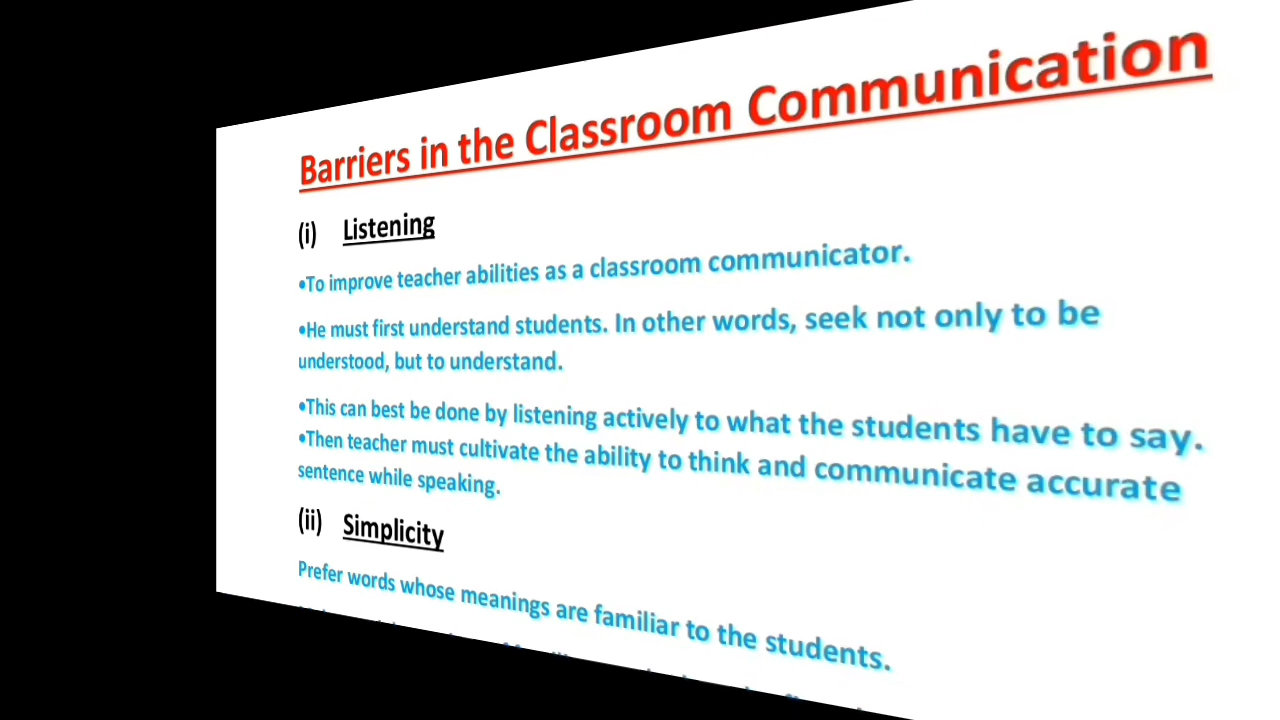 Barriers in the Classroom Communication
(i) Listening
•To improve teacher abilities as a classroom communicator.
•He must first understand students. In other words, seek not only to be
understood, but to understand.
•This can best be done by listening actively to what the students have to say.
•Then teacher must cultivate the ability to think and communicate accurate
sentence while speaking.
(ii) Simplicity
Prefer words whose meanings are familiar to the students.